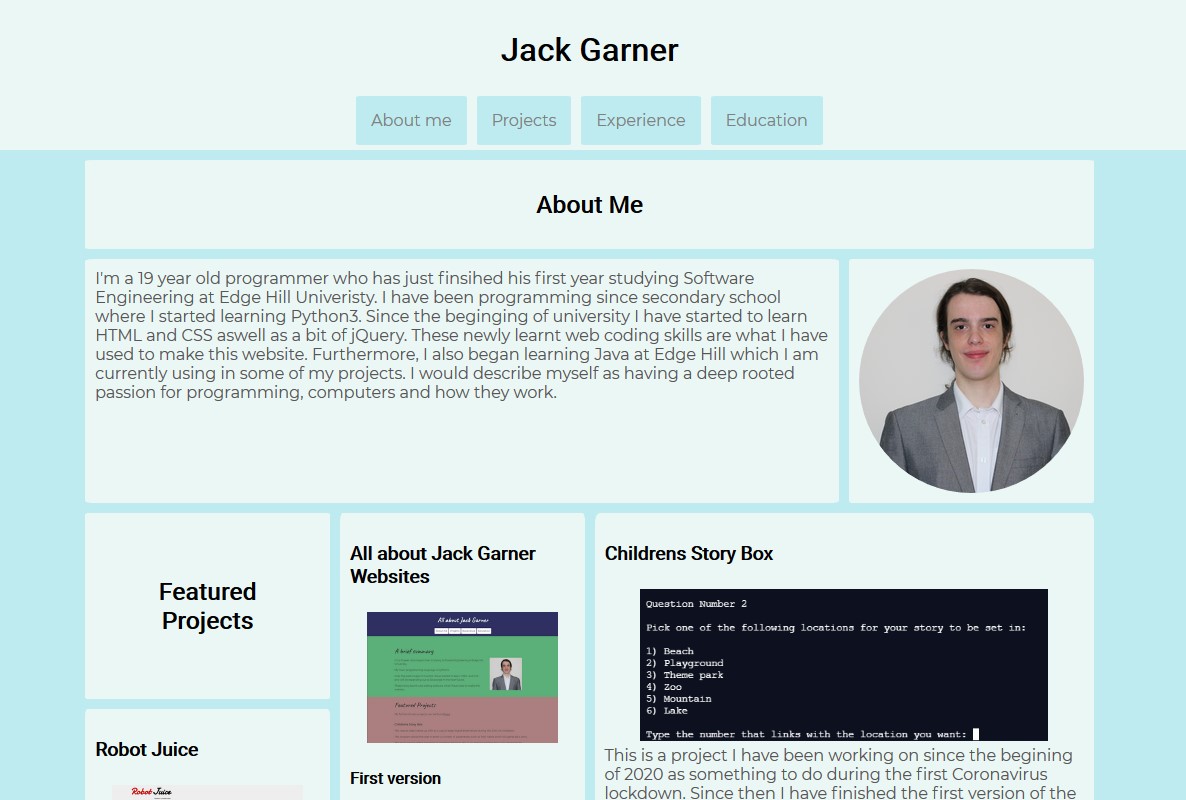 Jack Garner
About me
Projects
Experience
Education
About Me
I'm a 19 year old programmer who has just finsihed his first year studying Software
Engineering at Edge Hill Univeristy. I have been programming since secondary school
where I started learning Python3. Since the beginging of university I have started to learn
HTML and CSS aswell as a bit of jQuery. These newly learnt web coding skills are what I have
used to make this website. Furthermore, I also began learning Java at Edge Hill which I am
currently using in some of my projects. I would describe myself as having a deep rooted
passion for programming, computers and how they work.
Featured
Projects
Robot Juice
Robot Juice
All about Jack Garner
Websites
All about Jack Garner
A brief summary
Featured Projects
First version
Childrens Story Box
Question Number 2
Pick one of the following locations for your story to be set in:
1) Beach
2) Playground
3) Theme park
4) Zoo
5) Mountain
6) Lake
Type the number that links with the location you want:
This is a project I have been working on since the begining
of 2020 as something to do during the first Coronavirus
lockdown. Since then I have finished the first version of the